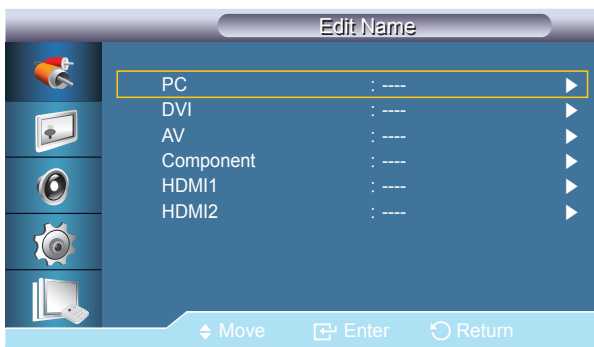 Edit Name
PC : ----
DVI : ----
AV : ----
Component : ----
HDMI1 : ----
HDMI2 : ----
Move Enter Return